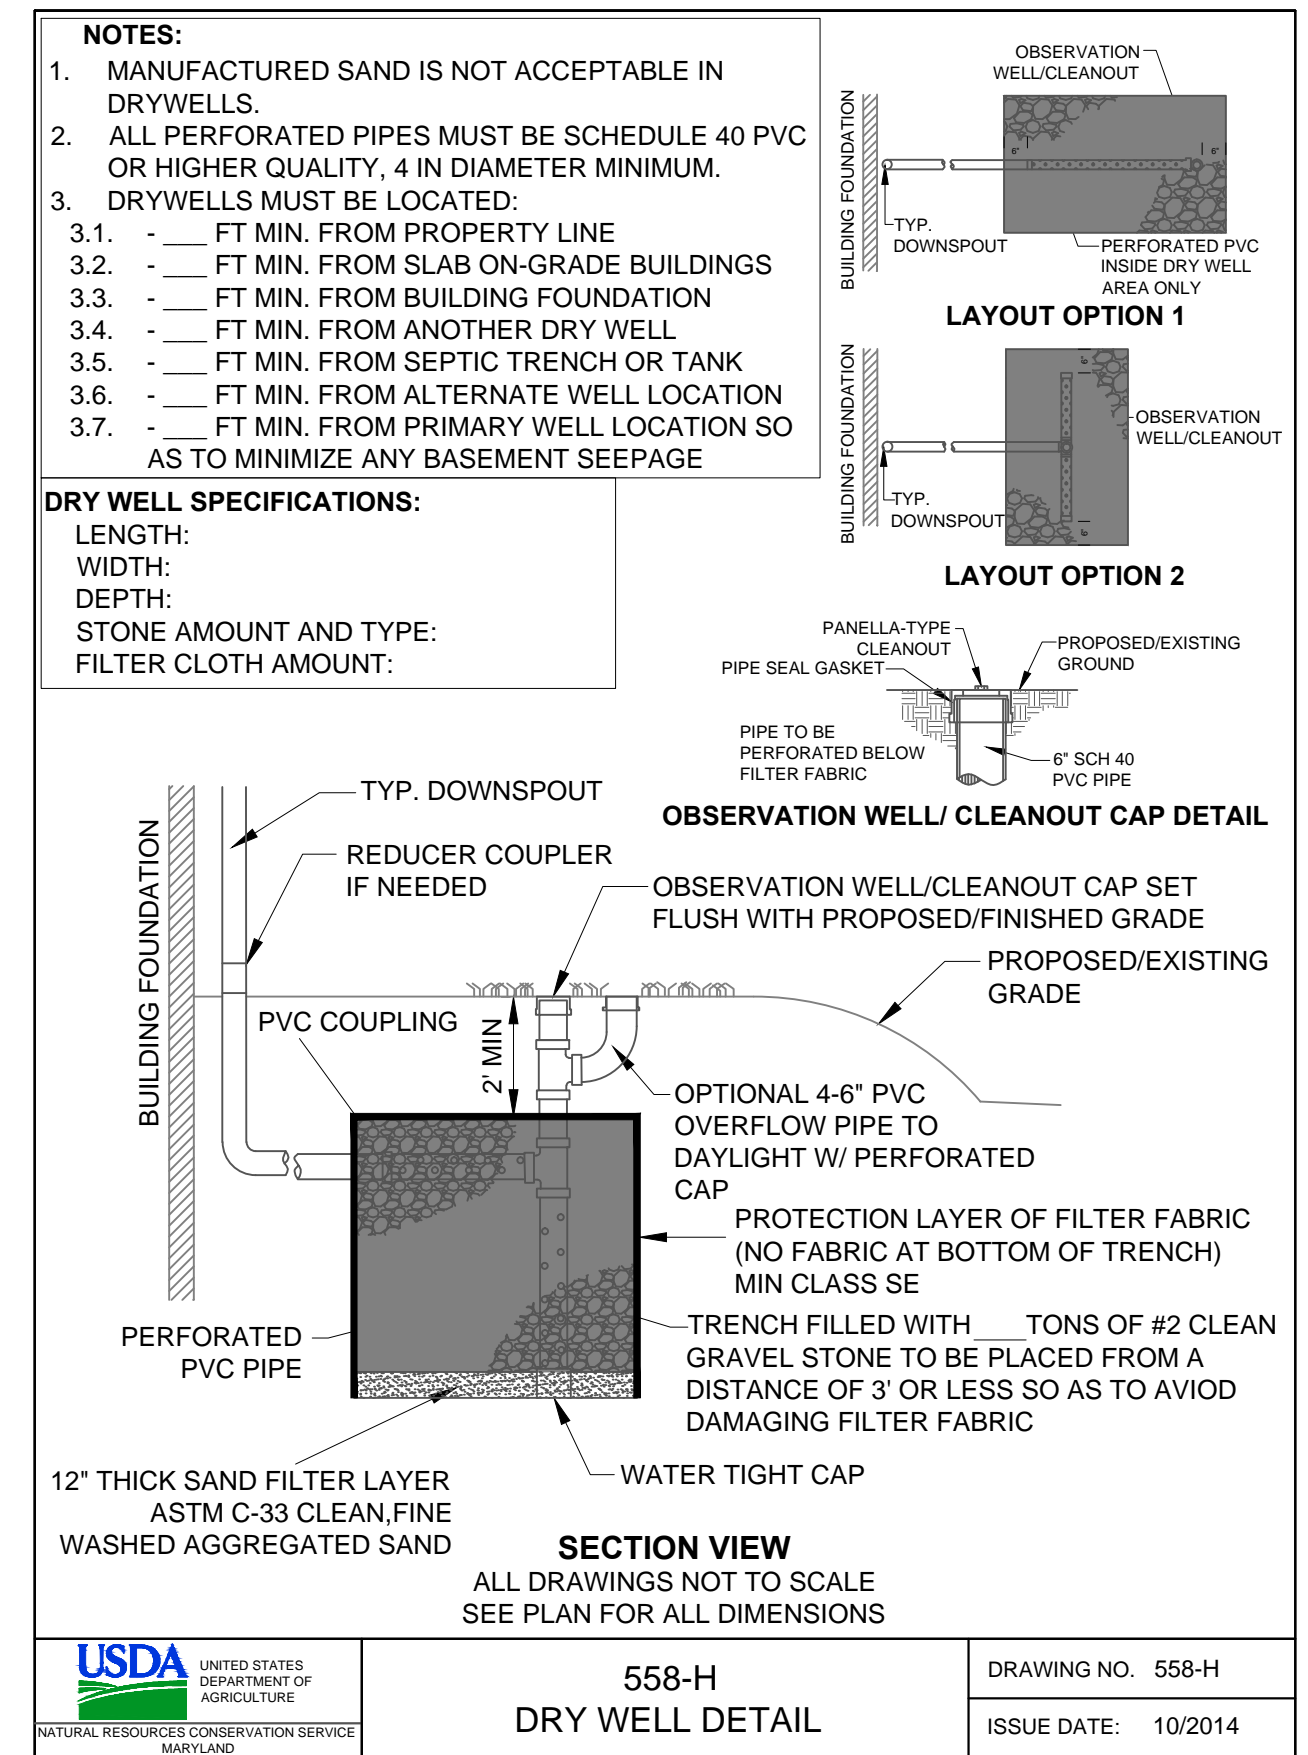 NOTES:
1. MANUFACTURED SAND IS NOT ACCEPTABLE IN
DRYWELLS.
2. ALL PERFORATED PIPES MUST BE SCHEDULE 40 PVC
OR HIGHER QUALITY, 4 IN DIAMETER MINIMUM.
3. DRYWELLS MUST BE LOCATED:
3.1. - ___ FT MIN. FROM PROPERTY LINE
3.2. - ___ FT MIN. FROM SLAB ON-GRADE BUILDINGS
3.3. - ___ FT MIN. FROM BUILDING FOUNDATION
3.4. - ___ FT MIN. FROM ANOTHER DRY WELL
3.5. - ___ FT MIN. FROM SEPTIC TRENCH OR TANK
3.6. - ___ FT MIN. FROM ALTERNATE WELL LOCATION
3.7. - ___ FT MIN. FROM PRIMARY WELL LOCATION SO
AS TO MINIMIZE ANY BASEMENT SEEPAGE
DRY WELL SPECIFICATIONS:
LENGTH:
WIDTH:
DEPTH:
STONE AMOUNT AND TYPE:
FILTER CLOTH AMOUNT:
OBSERVATION
WELL/CLEANOUT
BUILDING FOUNDATION
6"
6"
TYP.
DOWNSPOUT
PERFORATED PVC
INSIDE DRY WELL
AREA ONLY
LAYOUT OPTION 1
BUILDING FOUNDATION
6"
OBSERVATION
WELL/CLEANOUT
TYP.
DOWNSPOUT
6"
LAYOUT OPTION 2
PANELLA-TYPE
CLEANOUT
PIPE SEAL GASKET
PROPOSED/EXISTING
GROUND
PIPE TO BE
PERFORATED BELOW
FILTER FABRIC
6" SCH 40
PVC PIPE
OBSERVATION WELL/ CLEANOUT CAP DETAIL
TYP. DOWNSPOUT
BUILDING FOUNDATION
REDUCER COUPLER
IF NEEDED
OBSERVATION WELL/CLEANOUT CAP SET
FLUSH WITH PROPOSED/FINISHED GRADE
PROPOSED/EXISTING
GRADE
PVC COUPLING
2' MIN
OPTIONAL 4-6" PVC
OVERFLOW PIPE TO
DAYLIGHT W/ PERFORATED
CAP
PROTECTION LAYER OF FILTER FABRIC
(NO FABRIC AT BOTTOM OF TRENCH)
MIN CLASS SE
PERFORATED
PVC PIPE
TRENCH FILLED WITH____TONS OF #2 CLEAN
GRAVEL STONE TO BE PLACED FROM A
DISTANCE OF 3' OR LESS SO AS TO AVIOD
DAMAGING FILTER FABRIC
WATER TIGHT CAP
12" THICK SAND FILTER LAYER
ASTM C-33 CLEAN,FINE
WASHED AGGREGATED SAND
SECTION VIEW
ALL DRAWINGS NOT TO SCALE
SEE PLAN FOR ALL DIMENSIONS
USDA
UNITED STATES
DEPARTMENT OF
AGRICULTURE
NATURAL RESOURCES CONSERVATION SERVICE
MARYLAND
558-H
DRY WELL DETAIL
DRAWING NO. 558-H
ISSUE DATE: 10/2014